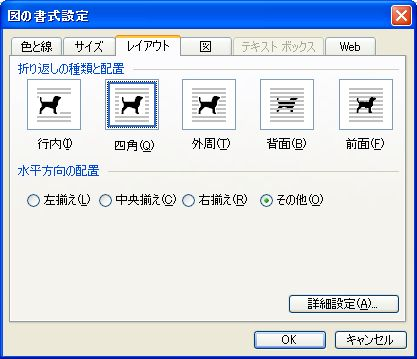 図の書式設定
色と線 サイズ レイアウト 図 テキスト ボックス Web
折り返しの種類と配置
行内(I) 四角(Q) 外周(T) 背面(B) 前面(F)
水平方向の配置
左揃え(L) 中央揃え(C) 右揃え(R) その他(O)
詳細設定(A)...
OK キャンセル